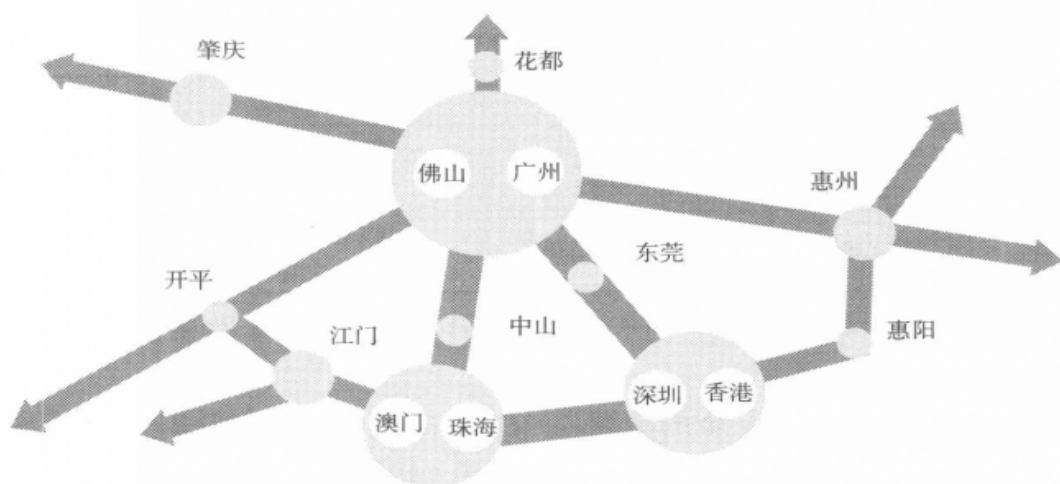 肇庆
花都
佛山
广州
惠州
东莞
开平
江门
中山
惠阳
深圳
香港
澳门
珠海